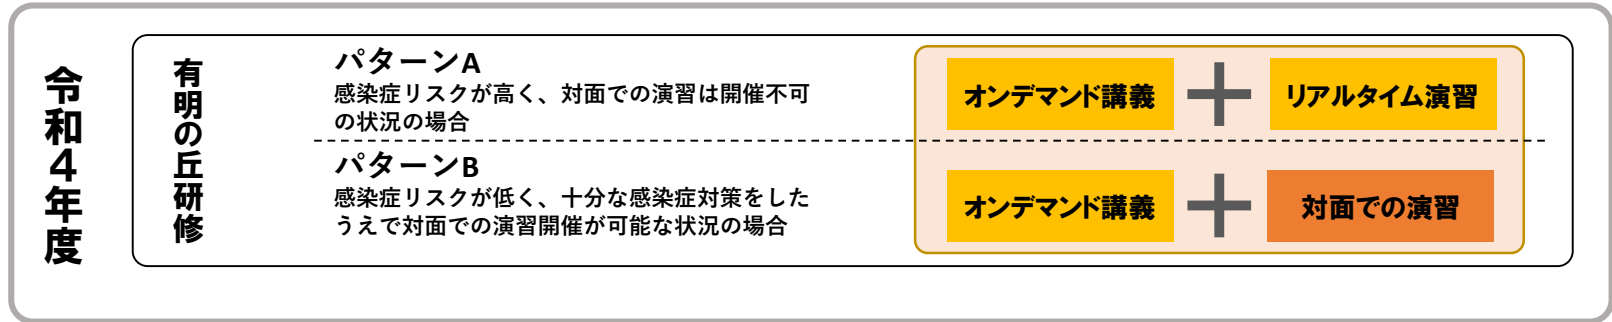 令和４年度
有明の丘研修
パターンA
感染症リスクが高く、対面での演習は開催不可
の状況の場合
オンデマンド講義
リアルタイム演習
パターンB
感染症リスクが低く、十分な感染症対策をした
うえで対面での演習開催が可能な状況の場合
オンデマンド講義
対面での演習